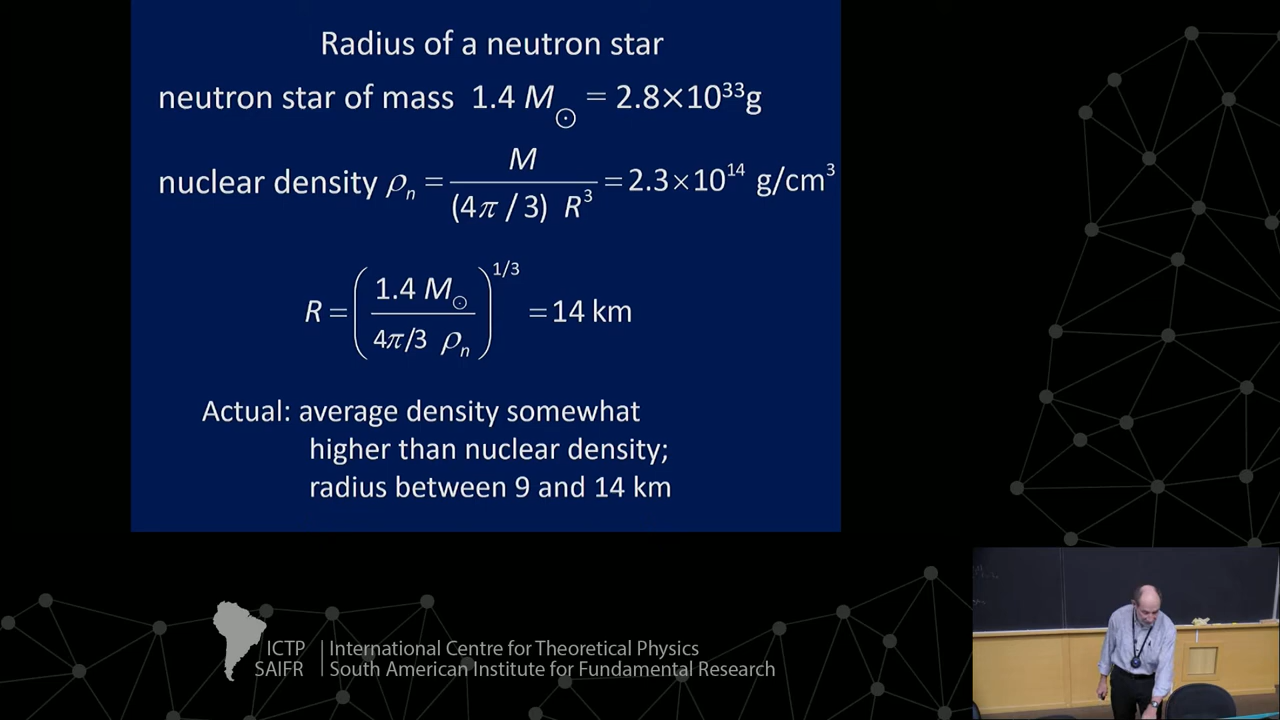 Radius of a neutron star
neutron star of mass 1.4 M⊙ = 2.8×10³³g
nuclear density ρₙ = M / ((4π / 3) R³) = 2.3×10¹⁴ g/cm³
R = (1.4 M⊙ / (4π/3 ρₙ))^1/3 = 14 km
Actual: average density somewhat
higher than nuclear density;
radius between 9 and 14 km
ICTP
SAIFR
International Centre for Theoretical Physics
South American Institute for Fundamental Research